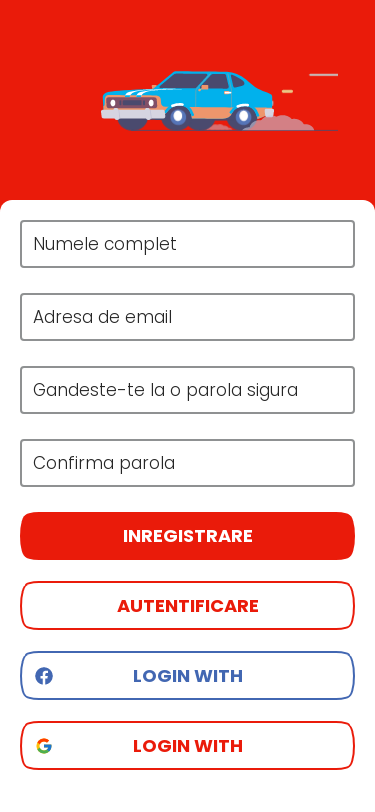 Numele complet
Adresa de email
Gandeste-te la o parola sigura
Confirma parola
INREGISTRARE
AUTENTIFICARE
LOGIN WITH
LOGIN WITH